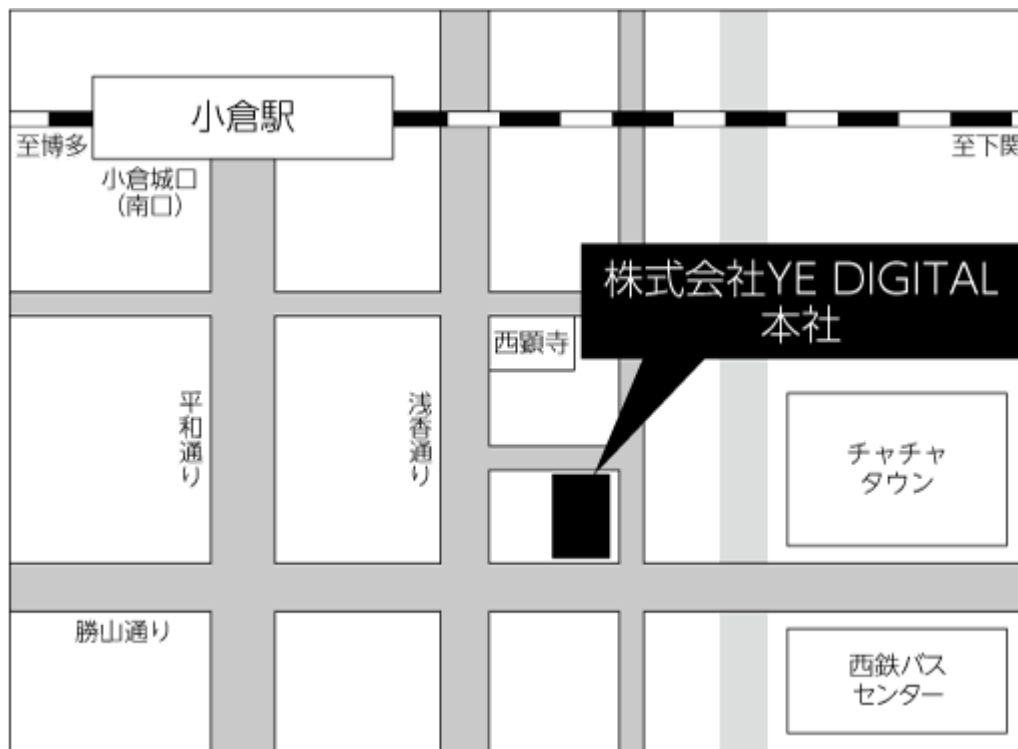 小倉駅
至博多
至下関
小倉城口
(南口)
株式会社YE DIGITAL
本社
西顕寺
平和通り
浅香通り
チャチャ
タウン
勝山通り
西鉄バス
センター